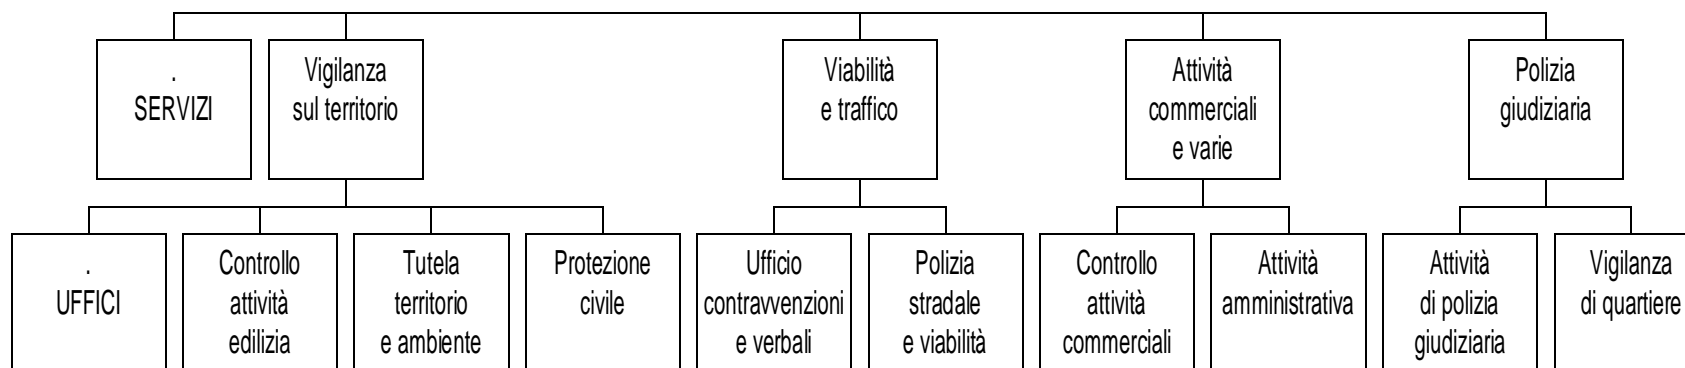 .
SERVIZI
Vigilanza
sul territorio
Viabilità
e traffico
Attività
commerciali
e varie
Polizia
giudiziaria
.
UFFICI
Controllo
attività
edilizia
Tutela
territorio
e ambiente
Protezione
civile
Ufficio
contravvenzioni
e verbali
Polizia
stradale
e viabilità
Controllo
attività
commerciali
Attività
amministrativa
Attività
di polizia
giudiziaria
Vigilanza
di quartiere